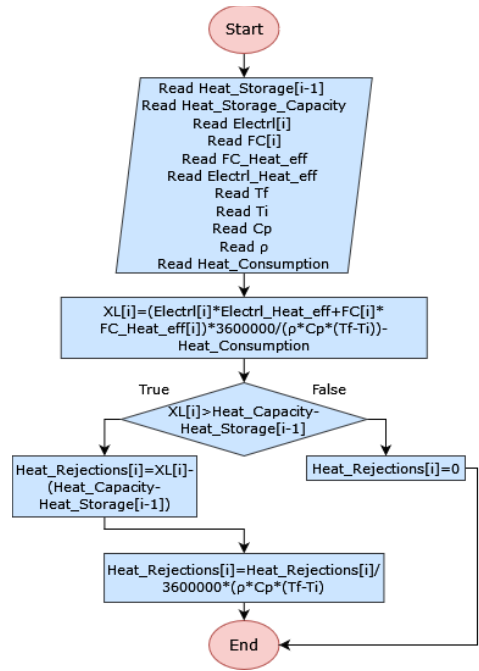 Start
Read Heat_Storage[i-1]
Read Heat_Storage_Capacity
Read Electrl[i]
Read FC[i]
Read FC_Heat_eff
Read Electrl_Heat_eff
Read Tf
Read Ti
Read Cp
Read ρ
Read Heat_Consumption
XL[i]=(Electrl[i]*Electrl_Heat_eff+FC[i]*
FC_Heat_eff[i])*3600000/(ρ*Cp*(Tf-Ti))-
Heat_Consumption
True
False
XL[i]>Heat_Capacity-
Heat_Storage[i-1]
Heat_Rejections[i]=XL[i]-
(Heat_Capacity-
Heat_Storage[i-1])
Heat_Rejections[i]=0
Heat_Rejections[i]=Heat_Rejections[i]/
3600000*(ρ*Cp*(Tf-Ti)
End